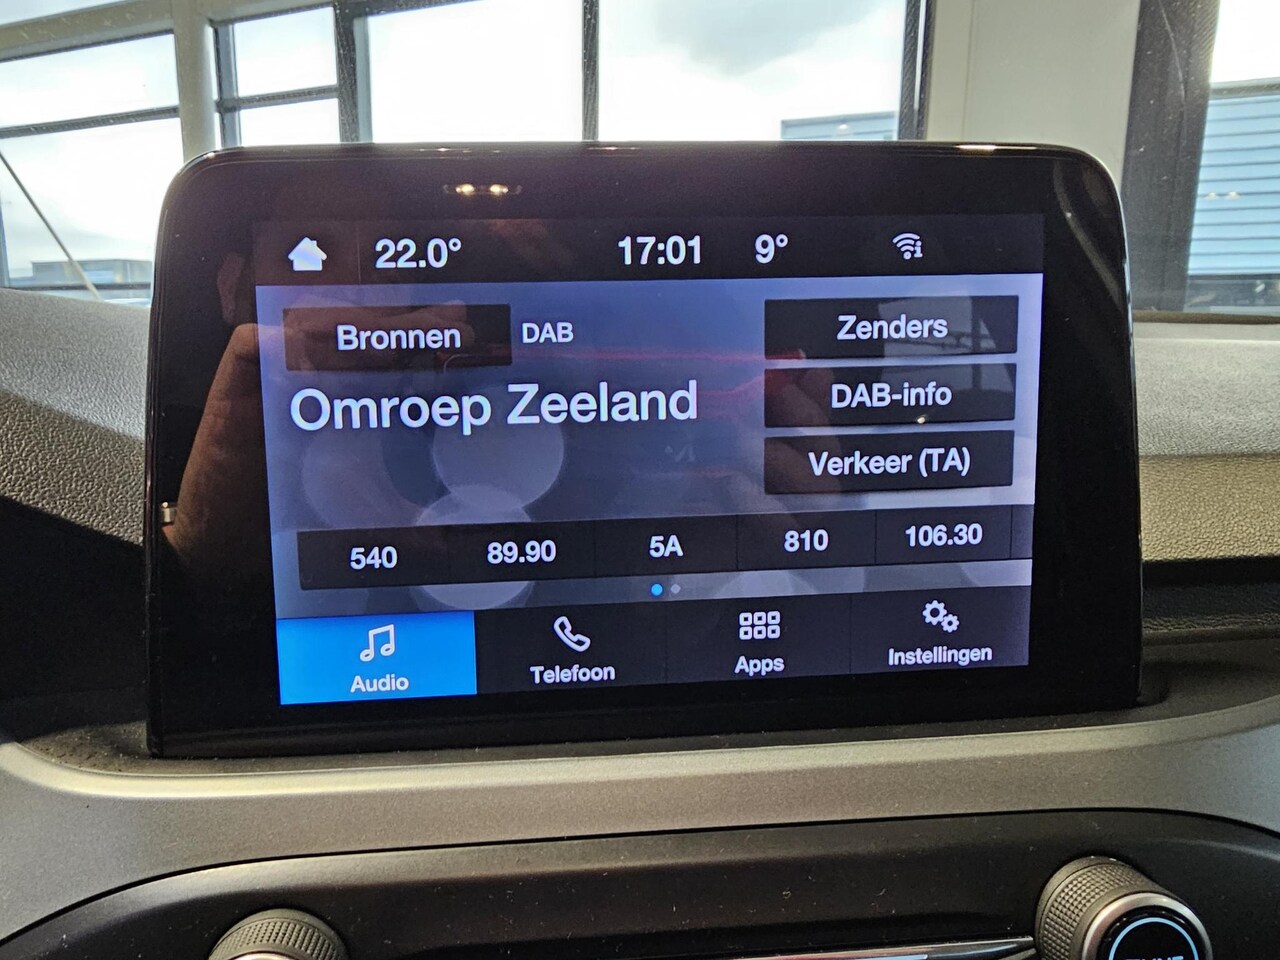 22.0° 17:01 9°
Bronnen DAB Zenders
Omroep Zeeland DAB-info
Verkeer (TA)
540 89.90 5A 810 106.30
Audio Telefoon Apps Instellingen